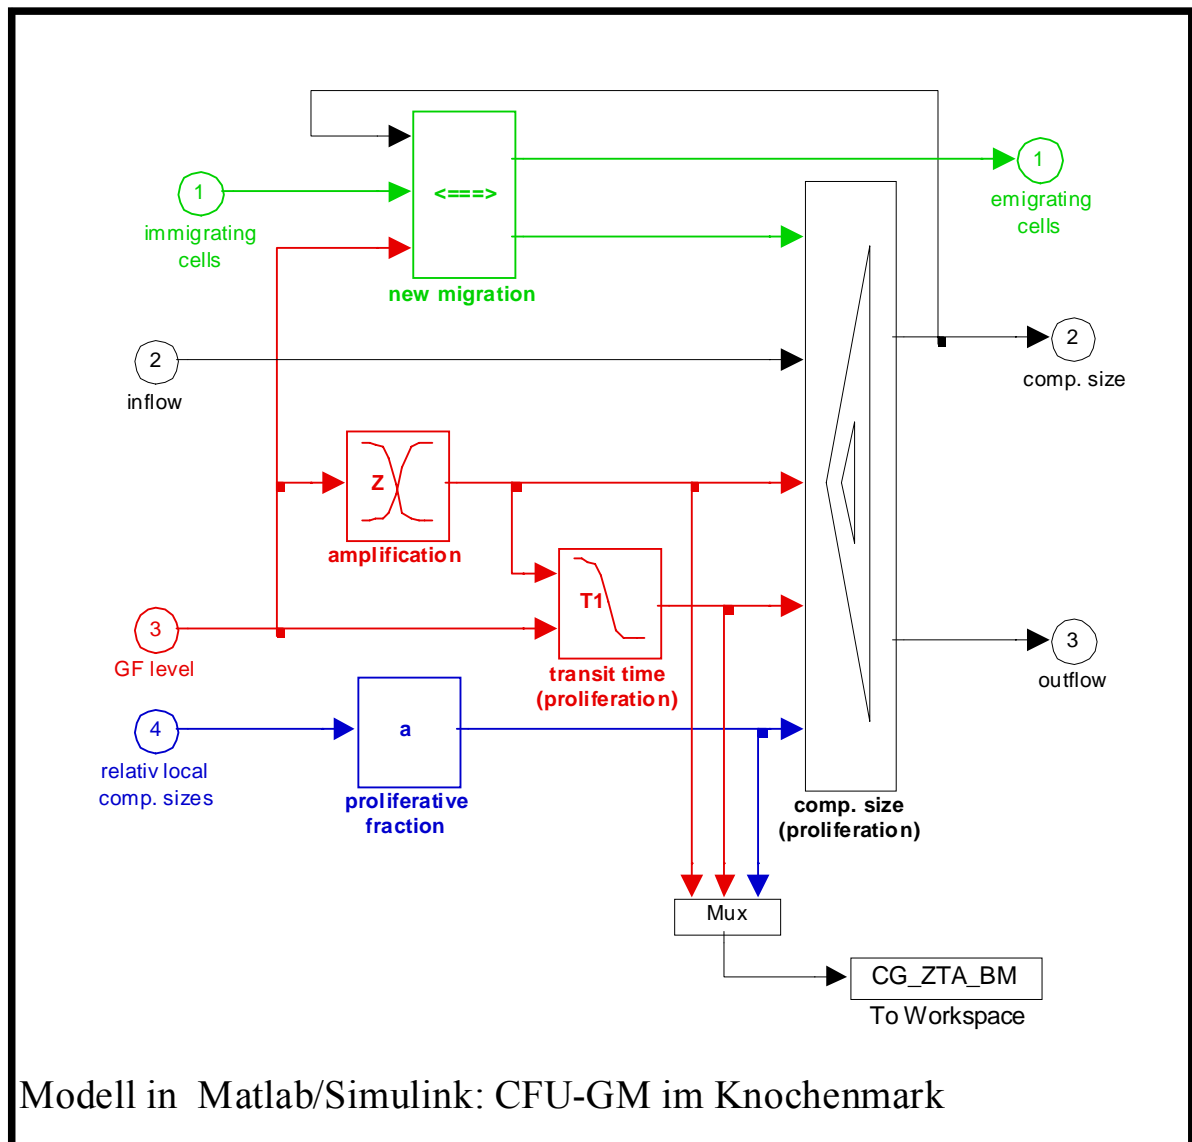 1
immigrating
cells
<===>
new migration
1
emigrating
cells
2
inflow
2
comp. size
Z
amplification
T1
transit time
(proliferation)
3
GF level
3
outflow
4
relativ local
comp. sizes
a
proliferative
fraction
comp. size
(proliferation)
Mux
CG_ZTA_BM
To Workspace
Modell in Matlab/Simulink: CFU-GM im Knochenmark